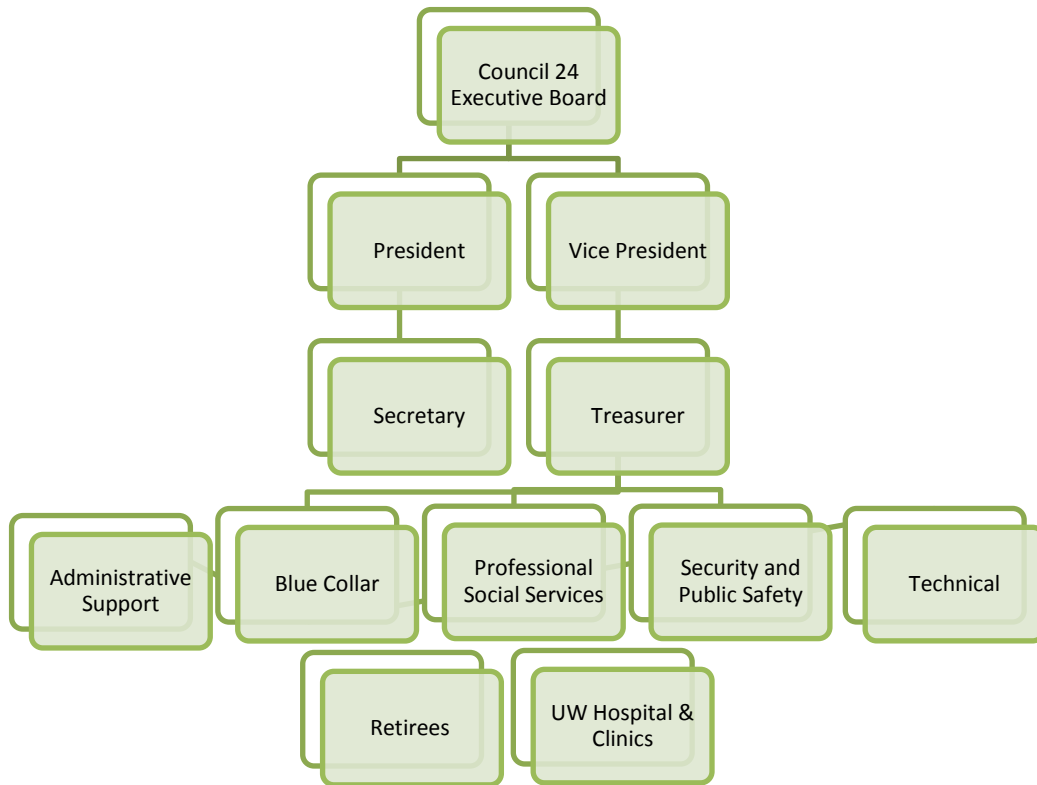 Council 24
Executive Board
President
Vice President
Secretary
Treasurer
Administrative
Support
Blue Collar
Professional
Social Services
Security and
Public Safety
Technical
Retirees
UW Hospital &
Clinics